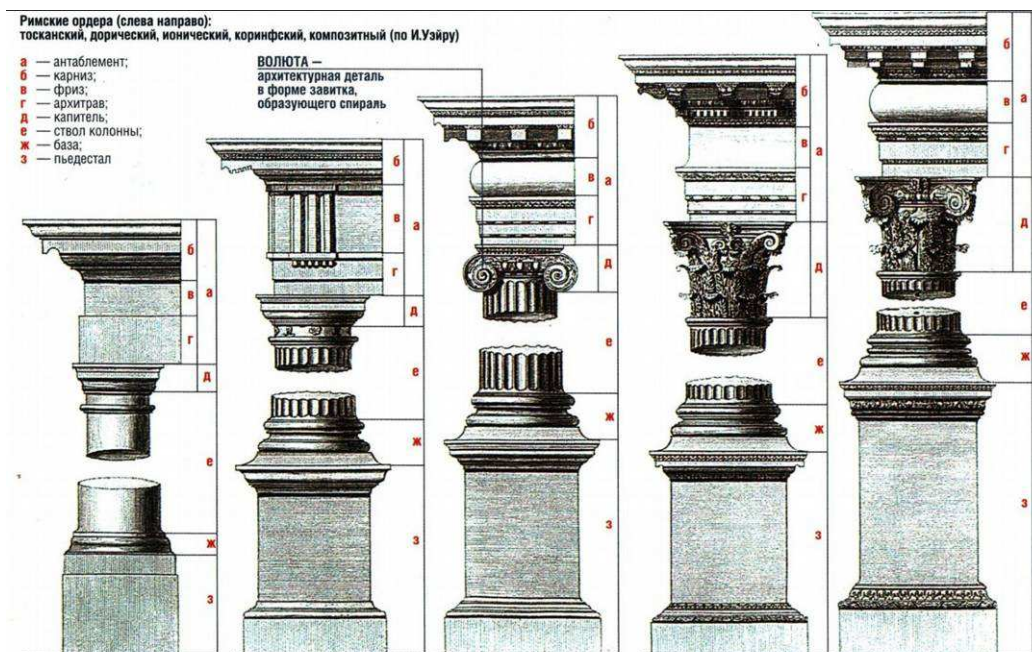 Римские ордера (слева направо):
тосканский, дорический, ионический, коринфский, композитный (по И.Уэйру)
а — антаблемент;
б — карниз;
в — фриз;
г — архитрав;
д — капитель;
е — ствол колонны;
ж — база;
з — пьедестал
ВОЛЮТА —
архитектурная деталь
в форме завитка,
образующего спираль
б
в
г
а
д
е
ж
з
б
в
г
а
д
е
ж
з
б
в
г
а
д
е
ж
з
б
в
г
а
д
е
ж
з
б
в
г
а
д
е
ж
з